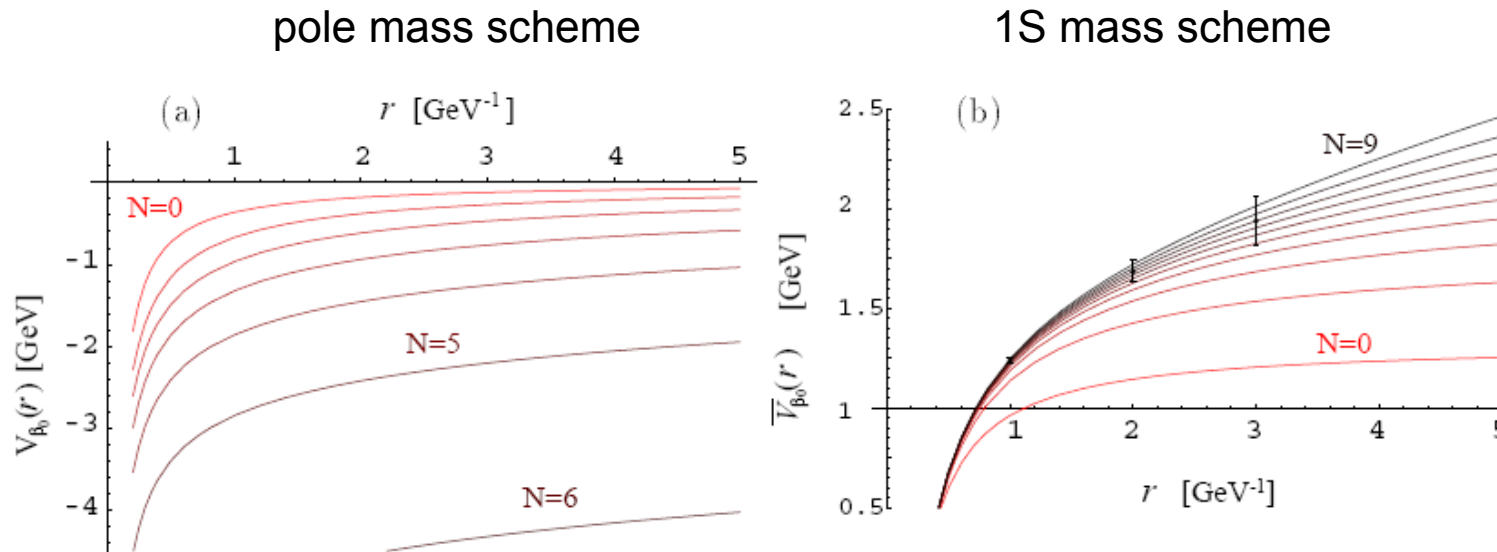 pole mass scheme
1S mass scheme
(a)
r [GeV⁻¹]
1 2 3 4 5
N=0
-1
-2
-3
-4
N=5
N=6
V_β₀(r) [GeV]
(b)
2.5
2
1.5
1
0.5
N=9
N=0
1 2 3 4 5
r [GeV⁻¹]
V̅_β₀(r) [GeV]